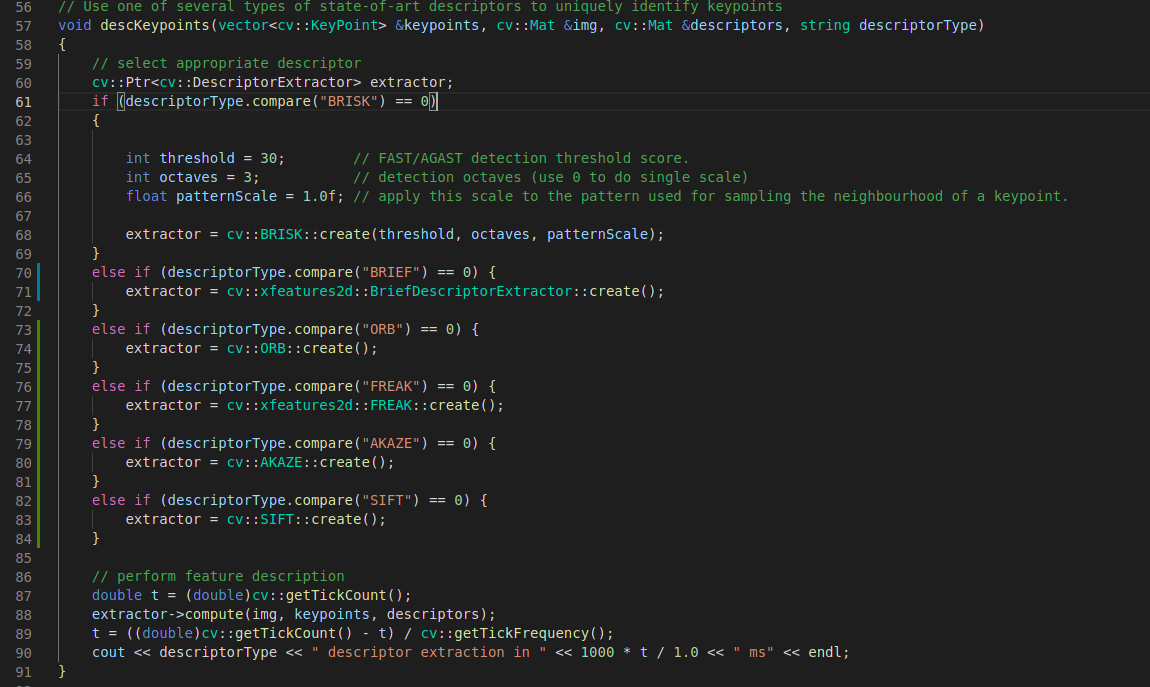 56 // Use one of several types of state-of-art descriptors to uniquely identify keypoints
57 void descKeypoints(vector<cv::KeyPoint> &keypoints, cv::Mat &img, cv::Mat &descriptors, string descriptorType)
58 {
59     // select appropriate descriptor
60     cv::Ptr<cv::DescriptorExtractor> extractor;
61     if (descriptorType.compare("BRISK") == 0)
62     {
63
64         int threshold = 30;        // FAST/AGAST detection threshold score.
65         int octaves = 3;           // detection octaves (use 0 to do single scale)
66         float patternScale = 1.0f; // apply this scale to the pattern used for sampling the neighbourhood of a keypoint.
67
68         extractor = cv::BRISK::create(threshold, octaves, patternScale);
69     }
70     else if (descriptorType.compare("BRIEF") == 0) {
71         extractor = cv::xfeatures2d::BriefDescriptorExtractor::create();
72     }
73     else if (descriptorType.compare("ORB") == 0) {
74         extractor = cv::ORB::create();
75     }
76     else if (descriptorType.compare("FREAK") == 0) {
77         extractor = cv::xfeatures2d::FREAK::create();
78     }
79     else if (descriptorType.compare("AKAZE") == 0) {
80         extractor = cv::AKAZE::create();
81     }
82     else if (descriptorType.compare("SIFT") == 0) {
83         extractor = cv::SIFT::create();
84     }
85
86     // perform feature description
87     double t = (double)cv::getTickCount();
88     extractor->compute(img, keypoints, descriptors);
89     t = ((double)cv::getTickCount() - t) / cv::getTickFrequency();
90     cout << descriptorType << " descriptor extraction in " << 1000 * t / 1.0 << " ms" << endl;
91 }